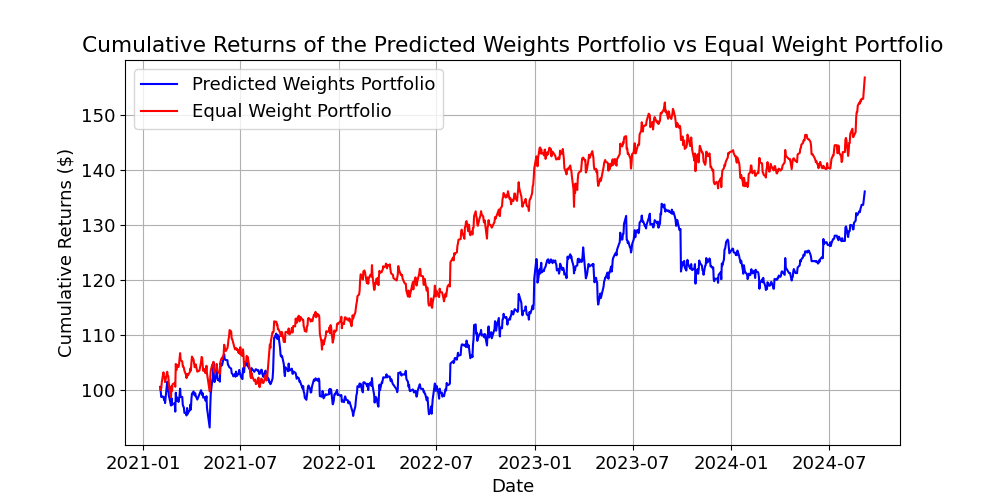 Cumulative Returns of the Predicted Weights Portfolio vs Equal Weight Portfolio
Predicted Weights Portfolio
Equal Weight Portfolio
150
140
130
120
110
100
Cumulative Returns ($)
2021-01 2021-07 2022-01 2022-07 2023-01 2023-07 2024-01 2024-07
Date